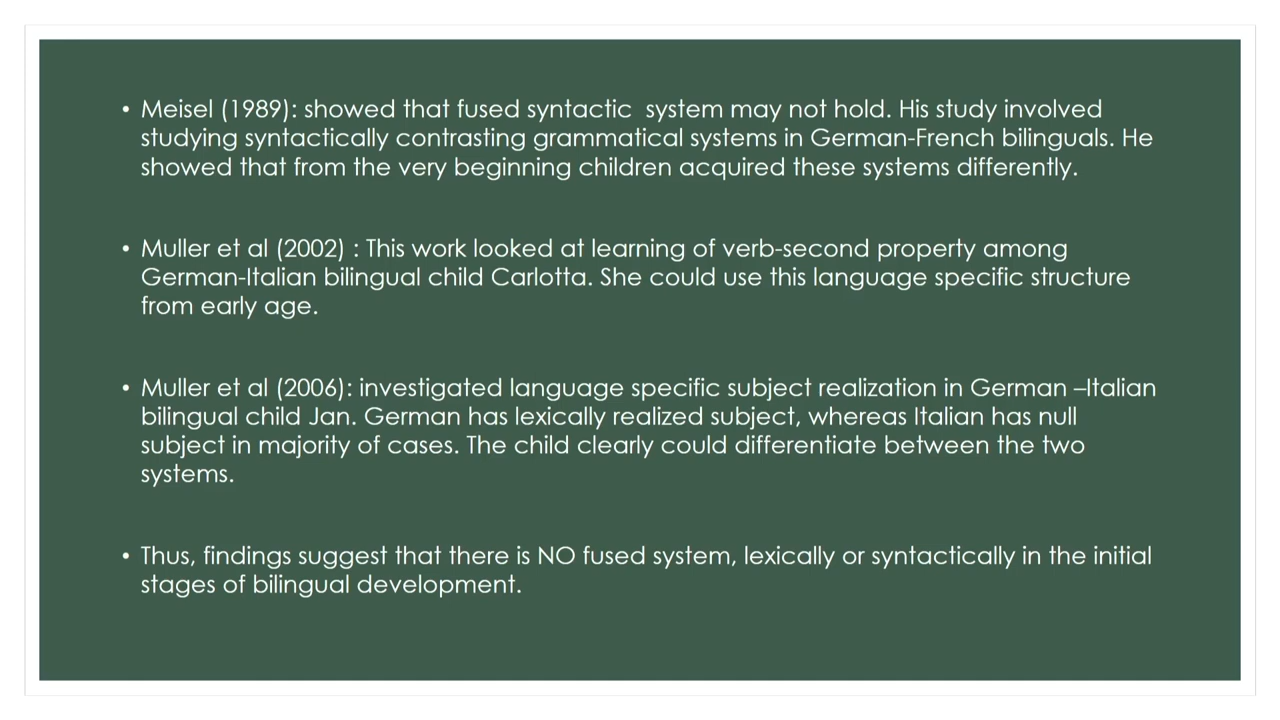 • Meisel (1989): showed that fused syntactic  system may not hold. His study involved
studying syntactically contrasting grammatical systems in German-French bilinguals. He
showed that from the very beginning children acquired these systems differently.
• Muller et al (2002) : This work looked at learning of verb-second property among
German-Italian bilingual child Carlotta. She could use this language specific structure
from early age.
• Muller et al (2006): investigated language specific subject realization in German –Italian
bilingual child Jan. German has lexically realized subject, whereas Italian has null
subject in majority of cases. The child clearly could differentiate between the two
systems.
• Thus, findings suggest that there is NO fused system, lexically or syntactically in the initial
stages of bilingual development.